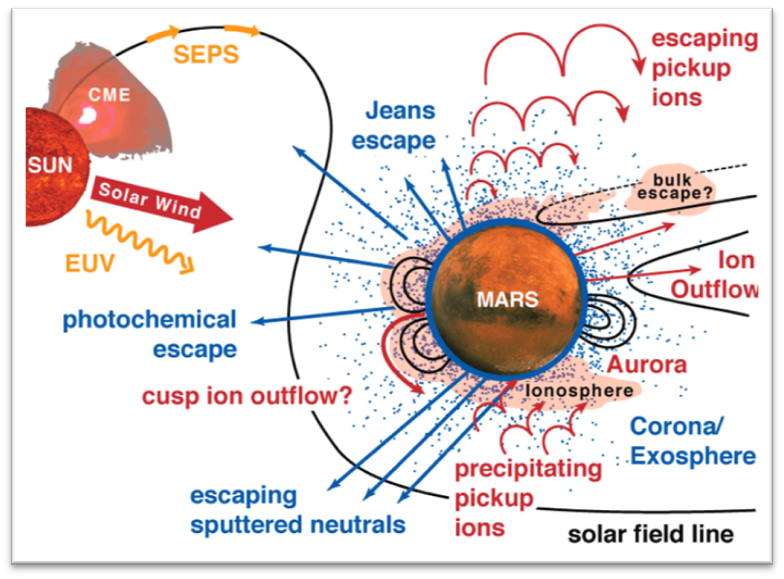 SEPS
CME
SUN
Solar Wind
EUV
Jeans
escape
escaping
pickup
ions
bulk
escape?
Ion
Outflow
MARS
photochemical
escape
cusp ion outflow?
Aurora
Ionosphere
Corona/
Exosphere
precipitating
pickup
ions
escaping
sputtered neutrals
solar field line